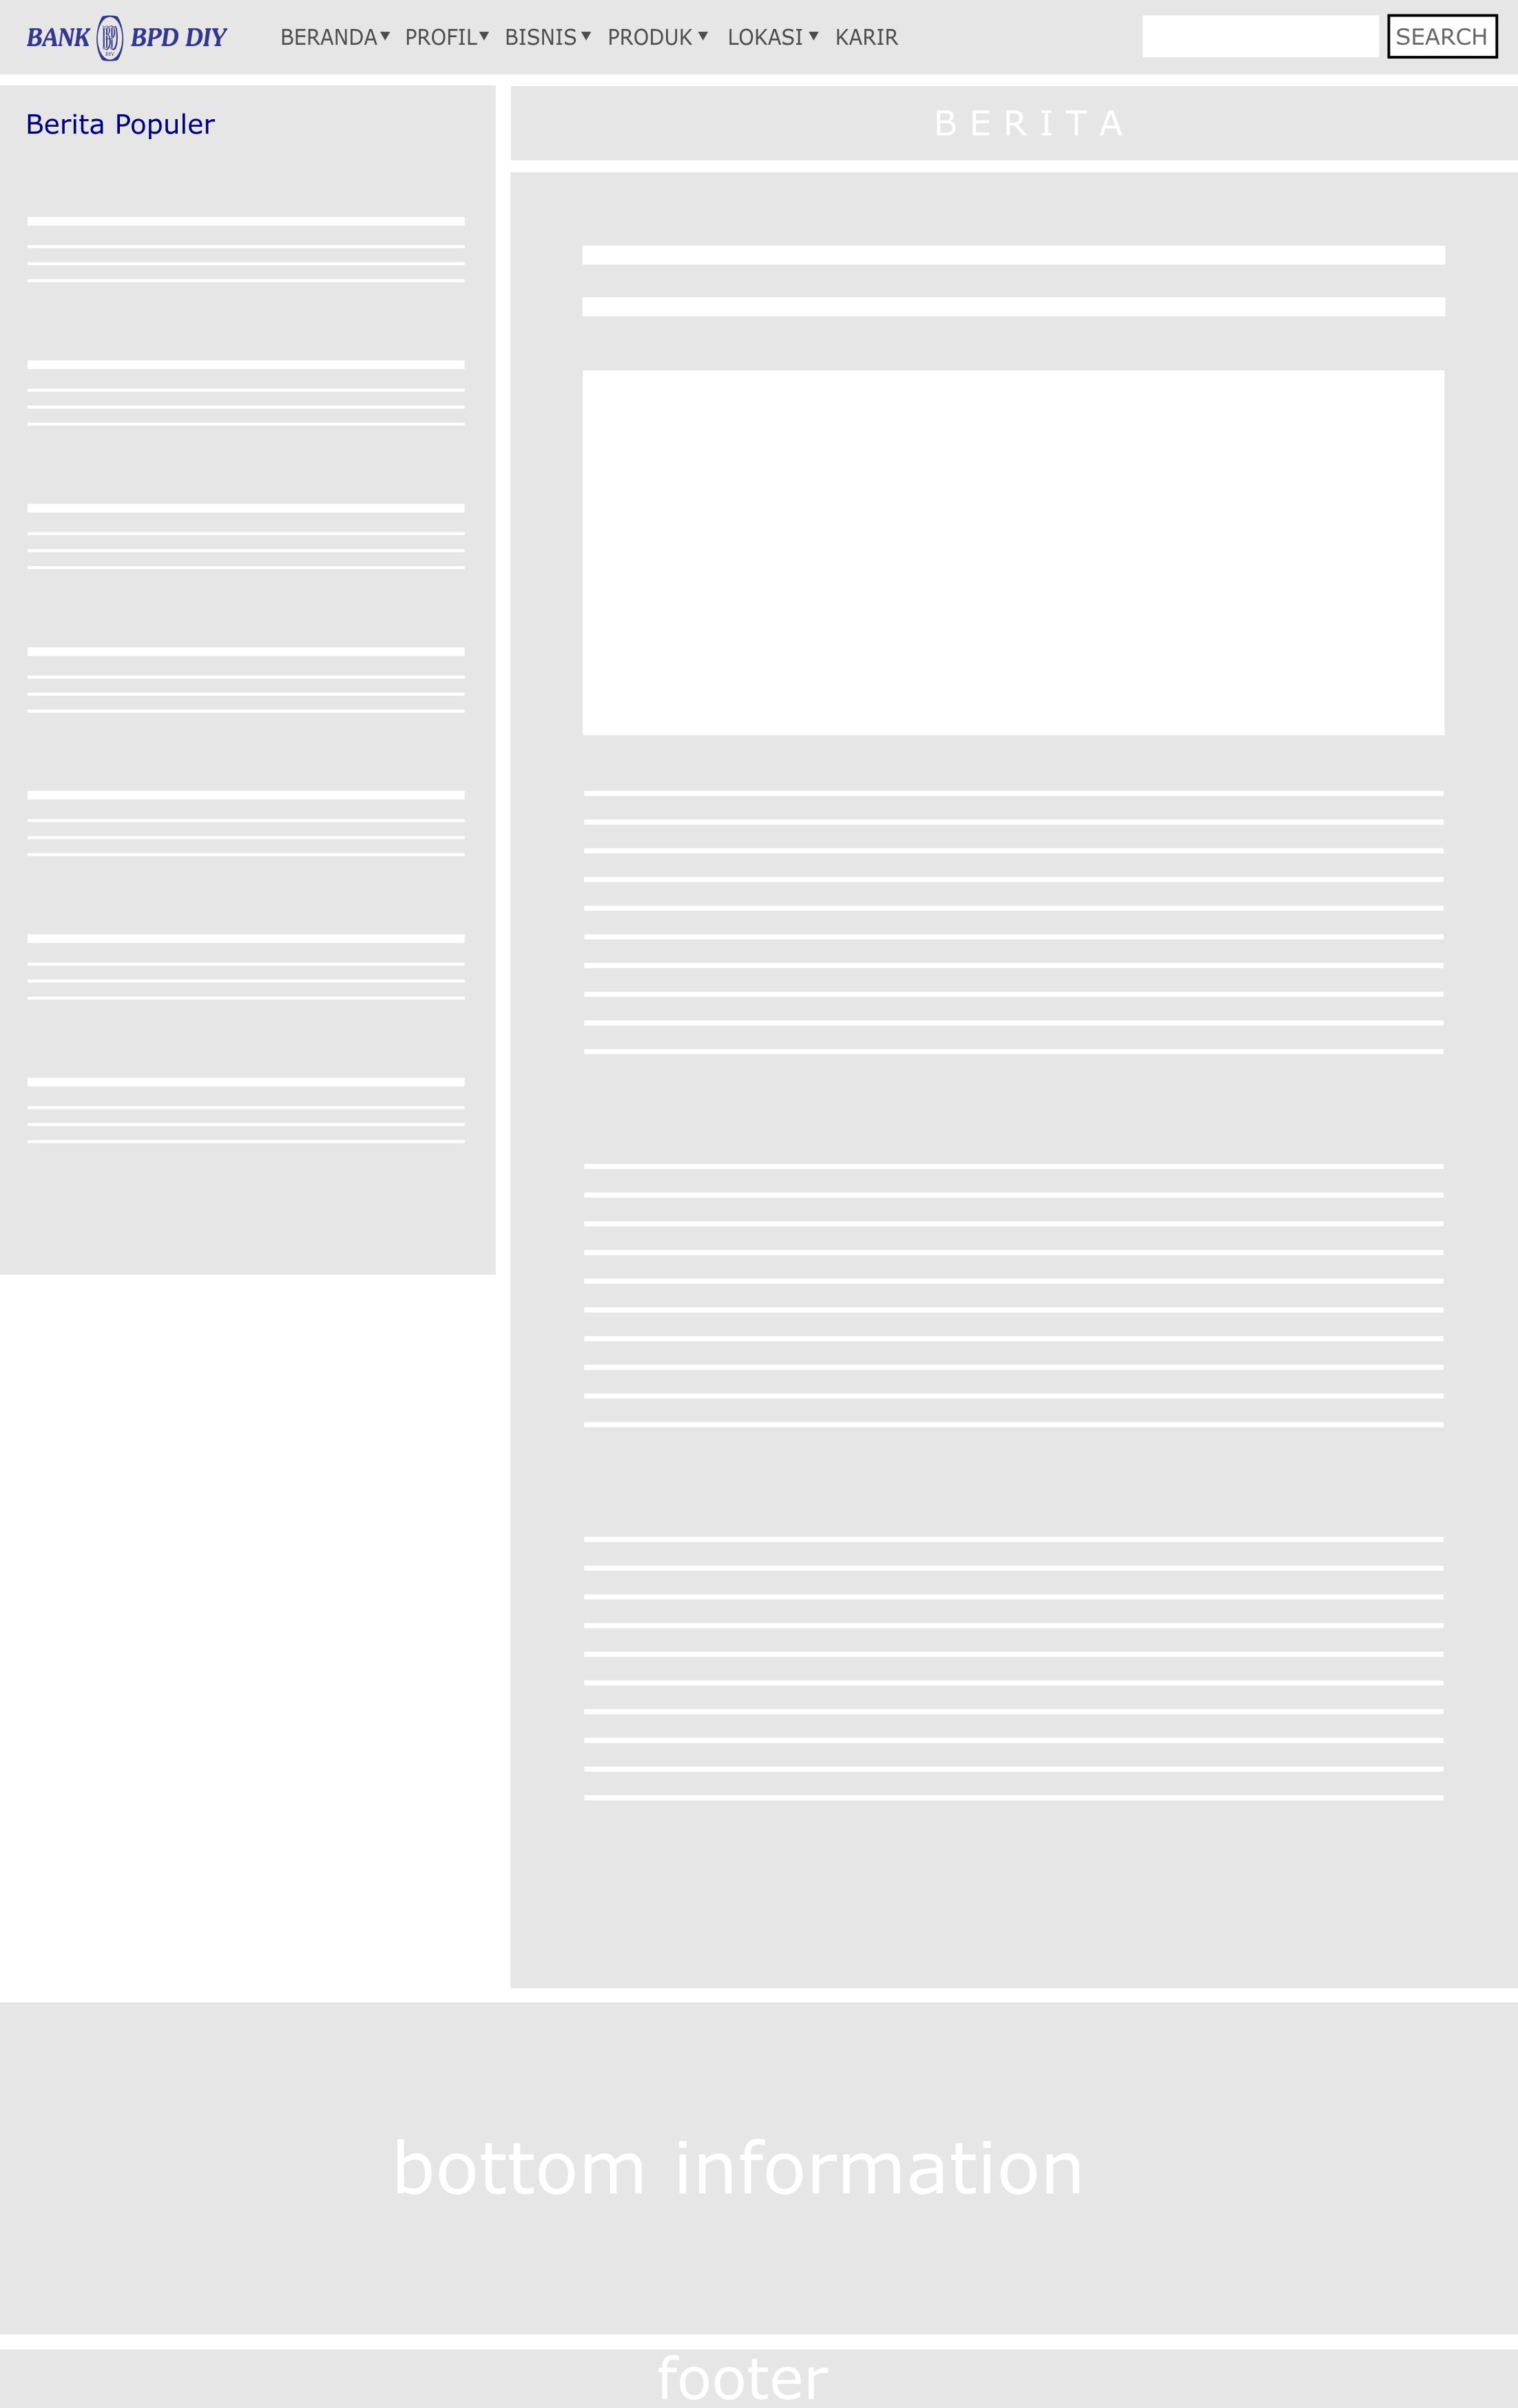 BANK BPD DIY BERANDA PROFIL BISNIS PRODUK LOKASI KARIR SEARCH
Berita Populer
BERITA
bottom information
footer